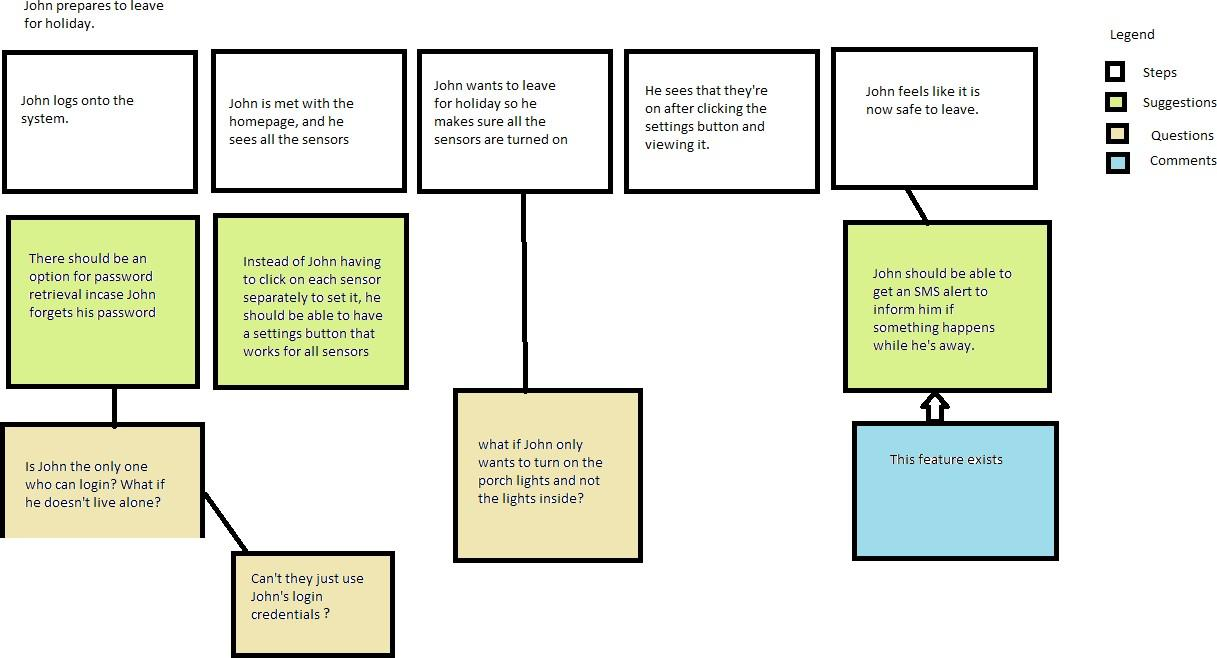 John prepares to leave
for holiday.
Legend
Steps
Suggestions
Questions
Comments
John logs onto the
system.
John is met with the
homepage, and he
sees all the sensors
John wants to leave
for holiday so he
makes sure all the
sensors are turned on
He sees that they're
on after clicking the
settings button and
viewing it.
John feels like it is
now safe to leave.
There should be an
option for password
retrieval incase John
forgets his password
Instead of John having
to click on each sensor
separately to set it, he
should be able to have
a settings button that
works for all sensors
John should be able to
get an SMS alert to
inform him if
something happens
while he's away.
Is John the only one
who can login? What if
he doesn't live alone?
what if John only
wants to turn on the
porch lights and not
the lights inside?
This feature exists
Can't they just use
John's login
credentials ?